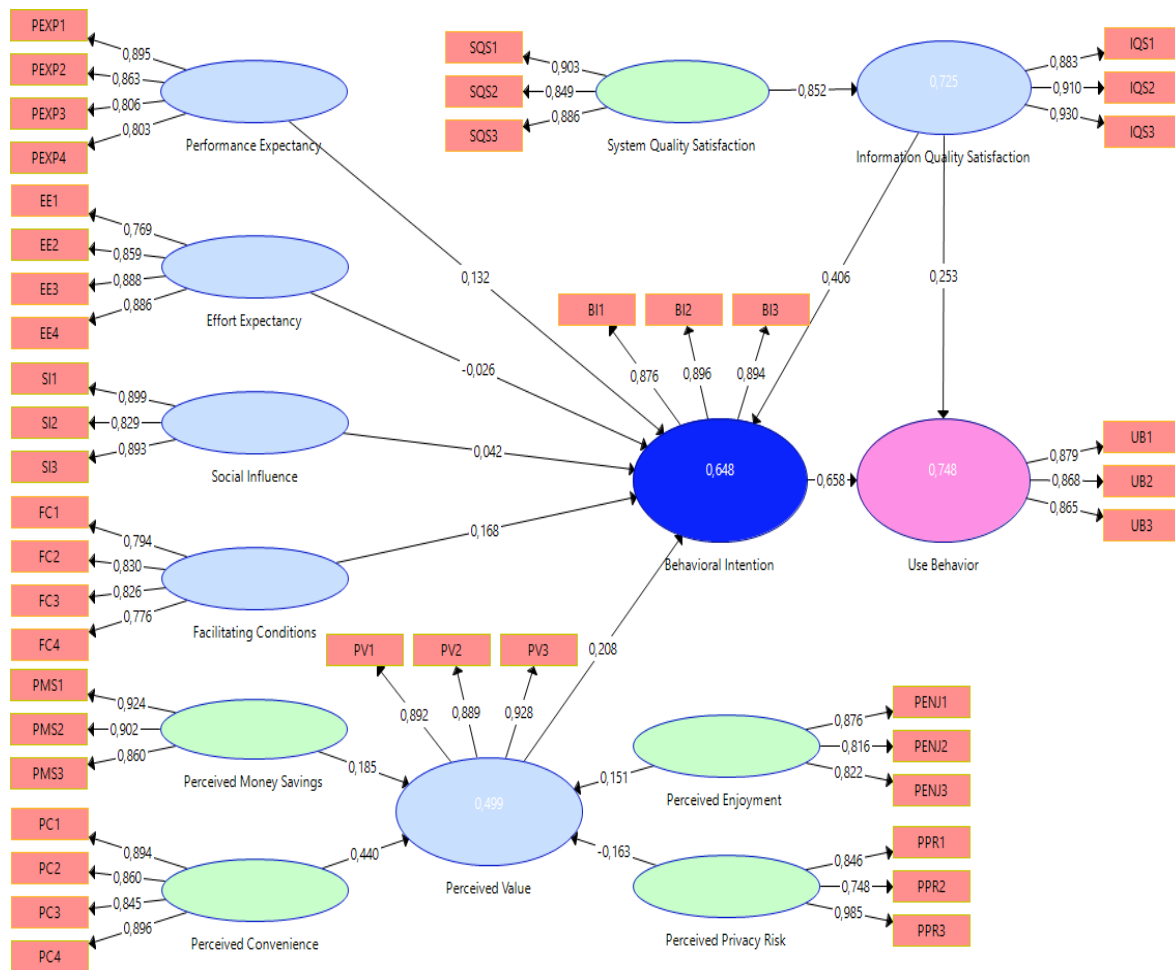 PEXP1
0,895
PEXP2
0,863
PEXP3
0,806
0,803
PEXP4
Performance Expectancy
SQS1
0,903
SQS2
0,849
0,886
SQS3
System Quality Satisfaction
0,852
0,725
Information Quality Satisfaction
0,883
IQS1
0,910
IQS2
0,930
IQS3
EE1
0,769
EE2
0,859
0,888
EE3
0,886
EE4
Effort Expectancy
0,132
-0,026
0,406
0,253
SI1
0,899
SI2
0,829
0,893
SI3
Social Influence
0,042
BI1
BI2
BI3
0,876
0,896
0,894
0,648
Behavioral Intention
0,658
0,748
Use Behavior
0,879
UB1
0,868
UB2
0,865
UB3
FC1
0,794
FC2
0,830
0,826
FC3
0,776
FC4
Facilitating Conditions
0,168
0,208
PV1
PV2
PV3
0,892
0,889
0,928
0,499
Perceived Value
PMS1
0,924
PMS2
0,902
0,860
PMS3
Perceived Money Savings
0,185
PC1
0,894
PC2
0,860
0,845
PC3
0,896
PC4
Perceived Convenience
0,440
0,151
Perceived Enjoyment
0,876
PENJ1
0,816
PENJ2
0,822
PENJ3
-0,163
Perceived Privacy Risk
0,846
PPR1
0,748
PPR2
0,985
PPR3